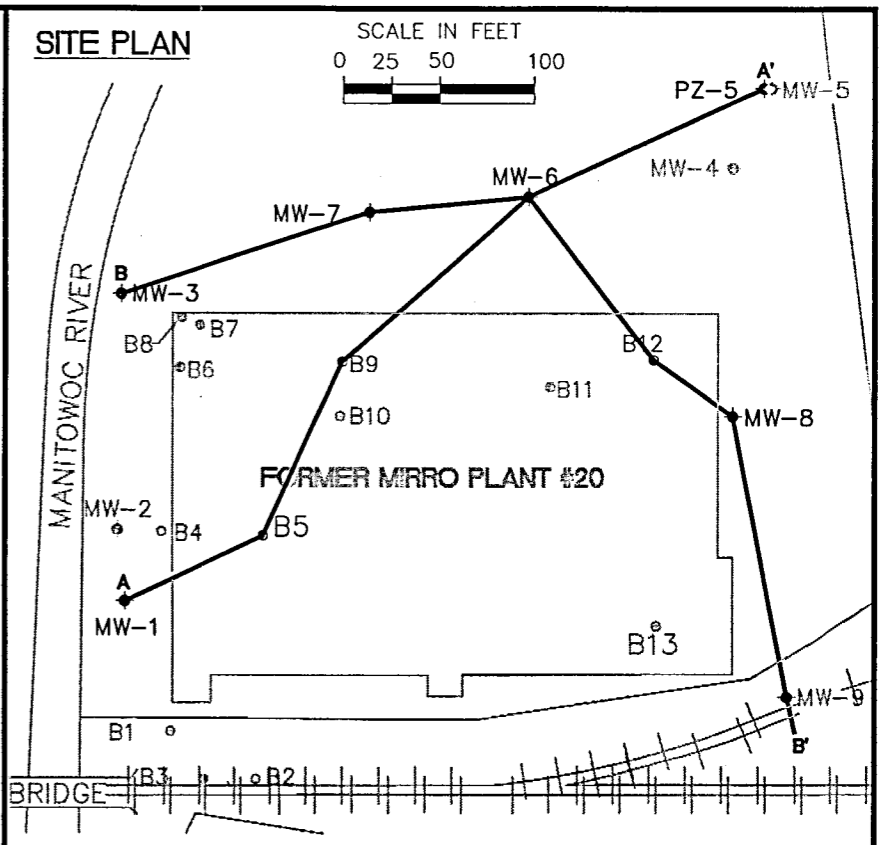 SITE PLAN
SCALE IN FEET
0 25 50 100
A'
PZ-5 MW-5
MW-4
MW-6
MW-7
B
MW-3
MANITOWOC RIVER
B8
B7
B6
B9
B12
B10
B11
MW-8
FORMER MIRRO PLANT #20
MW-2
B4
B5
A
MW-1
B13
MW-9
B1
B'
B3
B2
BRIDGE